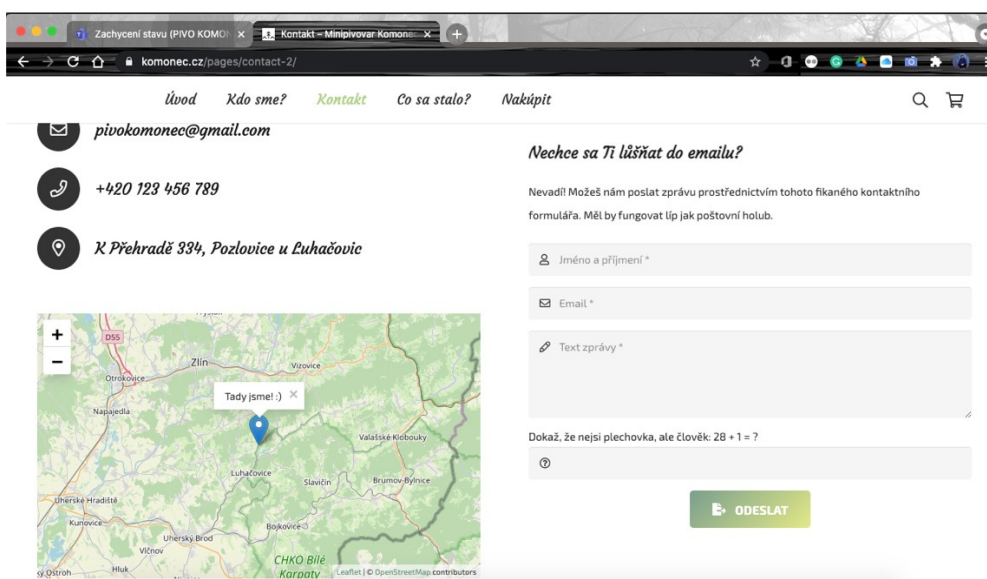 Zachycení stavu (PIVO KOMON
Kontakt – Minipivovar Komonec
komonec.cz/pages/contact-2/
Úvod Kdo sme? Kontakt Co sa stalo? Nakúpit
pivokomonec@gmail.com
+420 123 456 789
K Přehradě 334, Pozlovice u Luhačovic
D55
Zlín
Vizovice
Otrokovice
Tady jsme! :)
Napajedla
Valašské Klobouky
Luhačovice
Slavičín
Brumov-Bylnice
Uherské Hradiště
Kunovice
Uherský Brod
Bojkovice
Vlčnov
CHKO Bílé
Karpaty
Hluk
Leaflet | © OpenStreetMap contributors
Nechce sa Ti lůšňat do emailu?
Nevadí! Možeš nám poslat zprávu prostřednictvím tohoto fikaného kontaktního
formulářa. Měl by fungovat líp jak poštovní holub.
Jméno a příjmení *
Email *
Text zprávy *
Dokaž, že nejsi plechovka, ale člověk: 28 + 1 = ?
ODESLAT